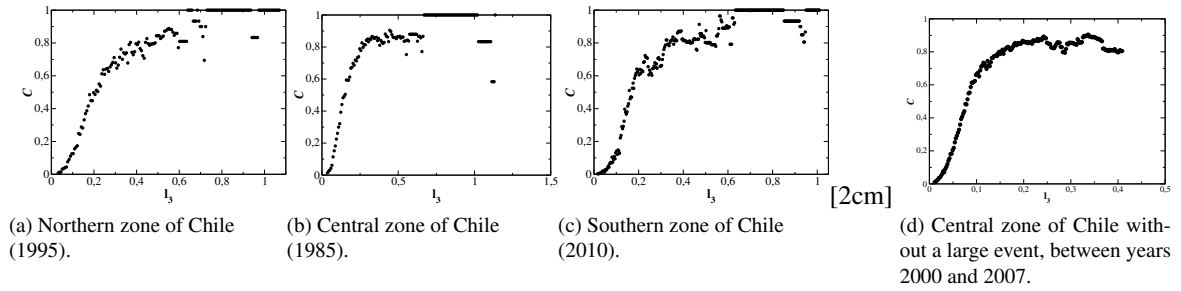 1
0,8
0,6
0,4
0,2
0
C
0 0,2 0,4 0,6 0,8 1
l3
(a) Northern zone of Chile
(1995).
1
0,8
0,6
0,4
0,2
0
C
0 0,5 1 1,5
l3
(b) Central zone of Chile
(1985).
1
0,8
0,6
0,4
0,2
0
C
0 0,2 0,4 0,6 0,8 1
l3
(c) Southern zone of Chile
(2010).
[2cm]
1
0,8
0,6
0,4
0,2
0
C
0 0,1 0,2 0,3 0,4 0,5
l3
(d) Central zone of Chile with-
out a large event, between years
2000 and 2007.